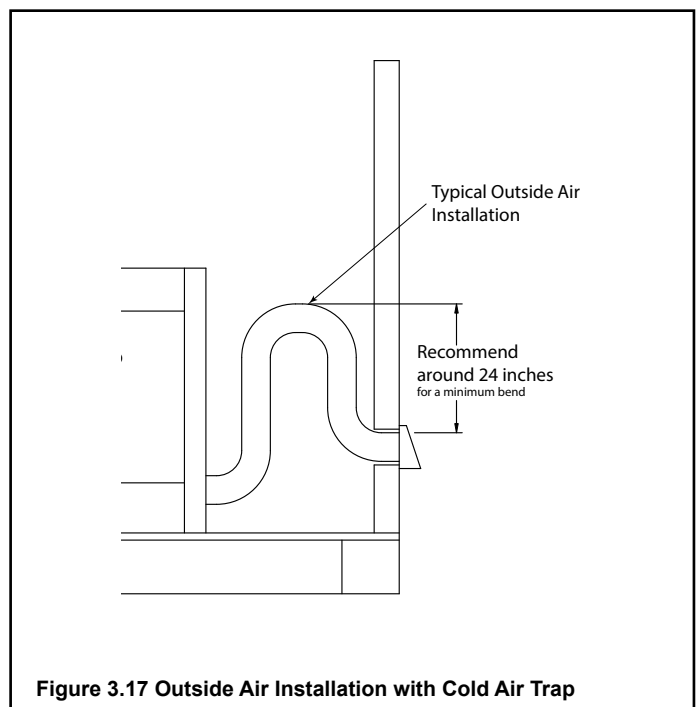 Typical Outside Air
Installation
Recommend
around 24 inches
for a minimum bend
Figure 3.17 Outside Air Installation with Cold Air Trap